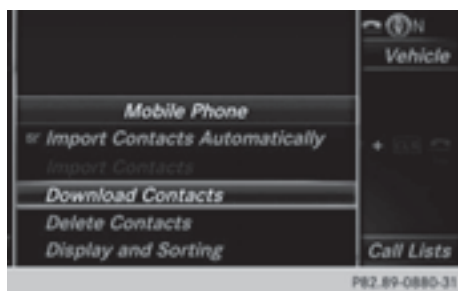 N
Vehicle
Mobile Phone
Import Contacts Automatically
Import Contacts
Download Contacts
Delete Contacts
Display and Sorting
Call Lists
P82.89-0880-31